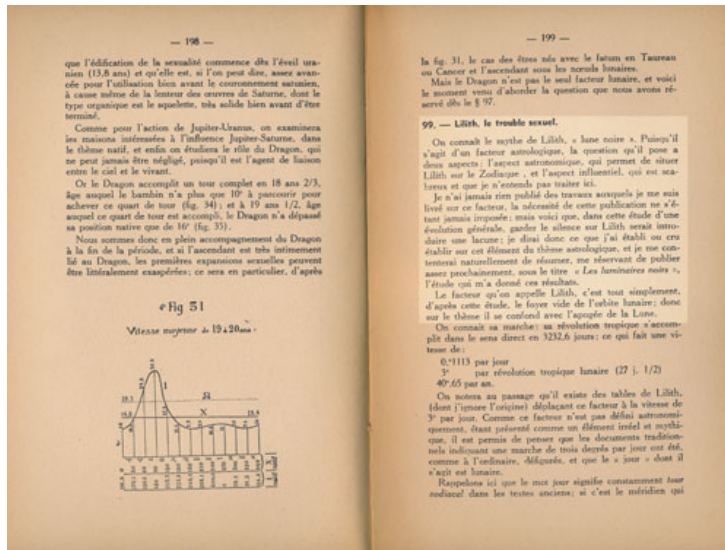 — 198 —
que l'édification de la sexualité commence dès l'éveil ura-
nien (13,8 ans) et qu'elle est, si l'on peut dire, assez avan-
cée pour l'utilisation bien avant le couronnement satunien,
à cause même de la lenteur des œuvres de Saturne, dont le
type organique est le squelette, très solide bien avant d'être
terminé.
Comme pour l'action de Jupiter-Uranus, on examinera
les maisons intéressées à l'influence Jupiter-Saturne, dans
le thème natif, et enfin on étudiera le rôle du Dragon, qui
ne peut jamais être négligé, puisqu'il est l'agent de liaison
entre le ciel et le vivant.
Or le Dragon accomplit un tour complet en 18 ans 2/3,
âge auquel le bambin n'a plus que 10° à parcourir pour
achever ce quart de tour (fig. 34) ; et à 19 ans 1/2, âge
auquel ce quart de tour est accompli, le Dragon n'a dépassé
sa position native que de 16° (fig. 35).
Nous sommes donc en plein accompagnement du Dragon
à la fin de la période, et si l'ascendant est très intimement
lié au Dragon, les premières expansions sexuelles peuvent
être littéralement exaspérées; ce sera en particulier, d'après
Fig 31
Vitesse moyenne de 19 à 20 ans
— 199 —
la fig. 31, le cas des êtres nés avec le fatum en Taureau
ou Cancer et l'ascendant sous les nœuds lunaires.
Mais le Dragon n'est pas le seul facteur lunaire, et voici
le moment venu d'aborder la question que nous avons ré-
servé dès le § 97.
99. — Lilith, le trouble sexuel.
On connaît le mythe de Lilith, « lune noire ». Puisqu'il
s'agit d'un facteur astrologique, la question qu'il pose a
deux aspects : l'aspect astronomique, qui permet de situer
Lilith sur le Zodiaque , et l'aspect influentiel, qui est sca-
breux et que je n'entends pas traiter ici.
Je n'ai jamais rien publié des travaux auxquels je me suis
livré sur ce facteur, la nécessité de cette publication ne s'é-
tant jamais imposée; mais voici que, dans cette étude d'une
évolution générale, garder le silence sur Lilith serait intro-
duire une lacune; je dirai donc ce que j'ai établi ou cru
établir sur cet élément du thème astrologique, et je me con-
tenterai naturellement de résumer, me réservant de publier
assez prochainement, sous le titre « Les luminaires noirs »,
l'étude qui m'a donné ces résultats.
Le facteur qu'on appelle Lilith, c'est tout simplement,
d'après cette étude, le foyer vide de l'orbite lunaire; donc
sur le thème il se confond avec l'apogée de la Lune.
On connaît sa marche: sa révolution tropique s'accom-
plit dans le sens direct en 3232,6 jours; ce qui fait une vi-
tesse de :
0,°1113 par jour
3° par révolution tropique lunaire (27 j. 1/2)
40°,65 par an.
On notera au passage qu'il existe des tables de Lilith,
(dont j'ignore l'origine) déplaçant ce facteur à la vitesse de
3° par jour. Comme ce facteur n'est pas défini astronomi-
quement, étant présenté comme un élément irréel et mythi-
que, il est permis de penser que les documents tradition-
nels indiquant une marche de trois degrés par jour ont été,
comme à l'ordinaire, défigurés, et que le « jour » dont il
s'agit est lunaire.
Rappelons ici que le mot jour signifie constamment tour
zodiacal dans les textes anciens; si c'est le méridien qui